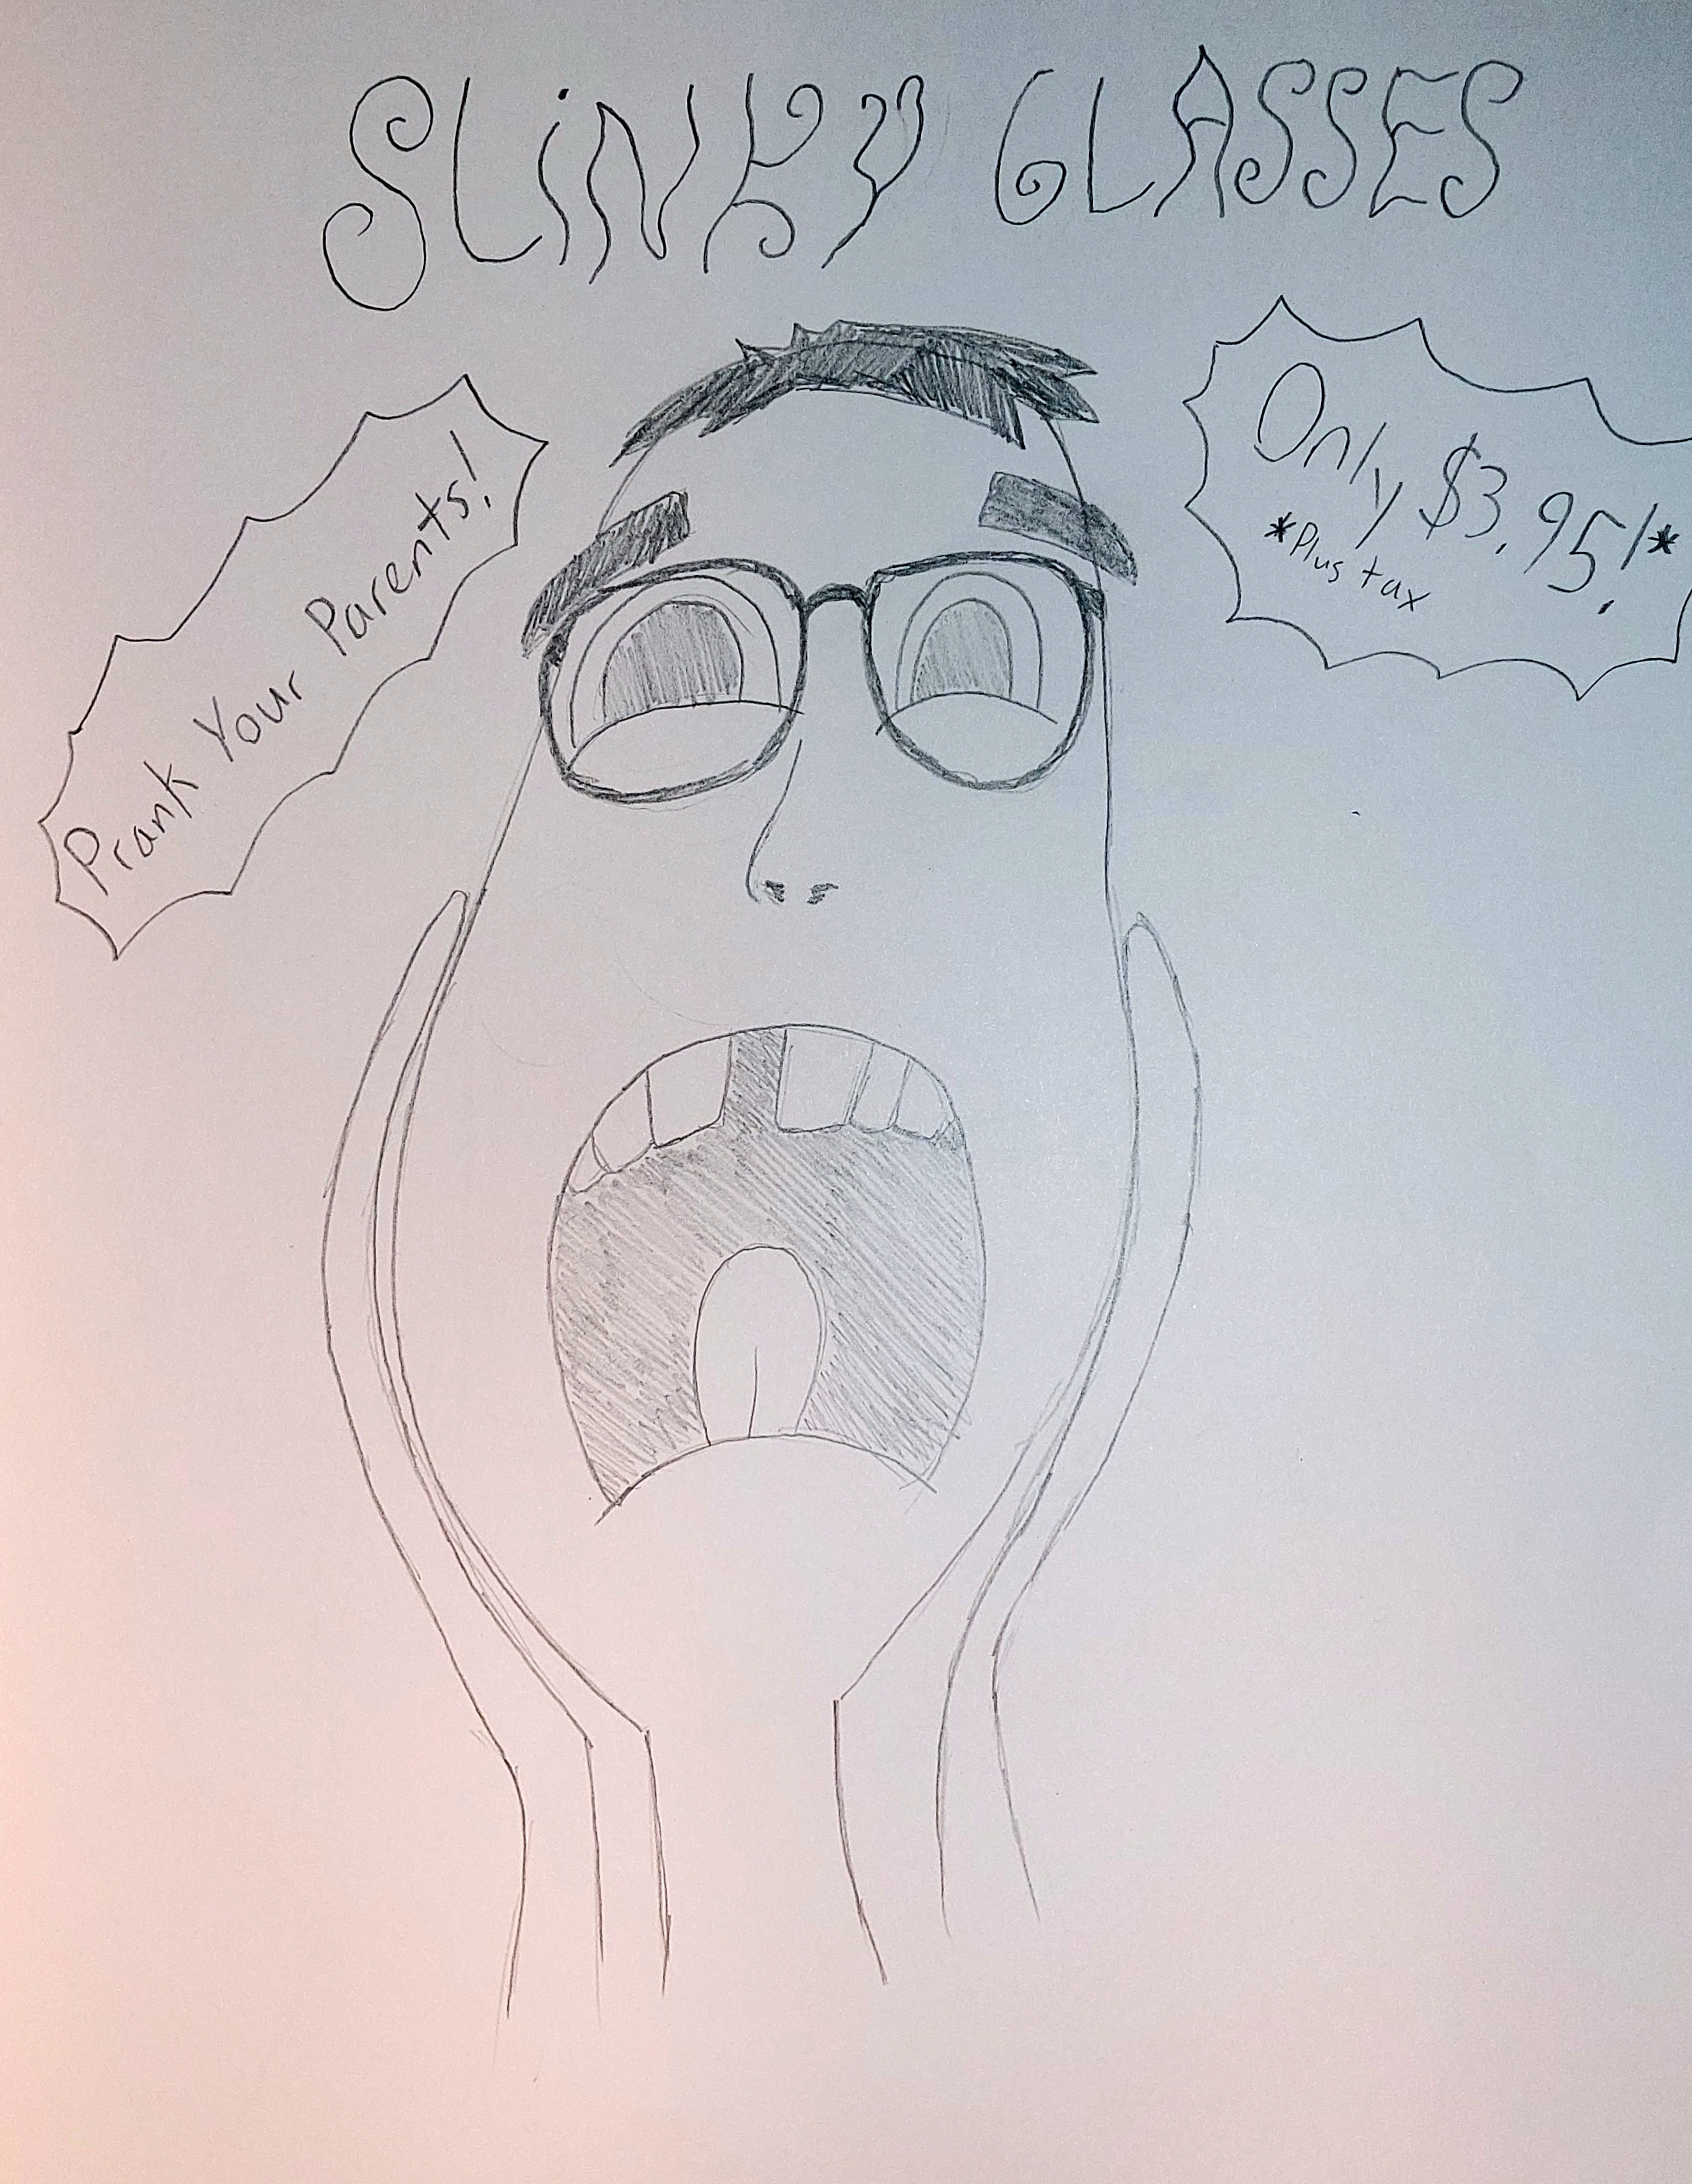 SLiNKY GLASSES
Prank Your Parents!
Only $3.95!*
*Plus tax